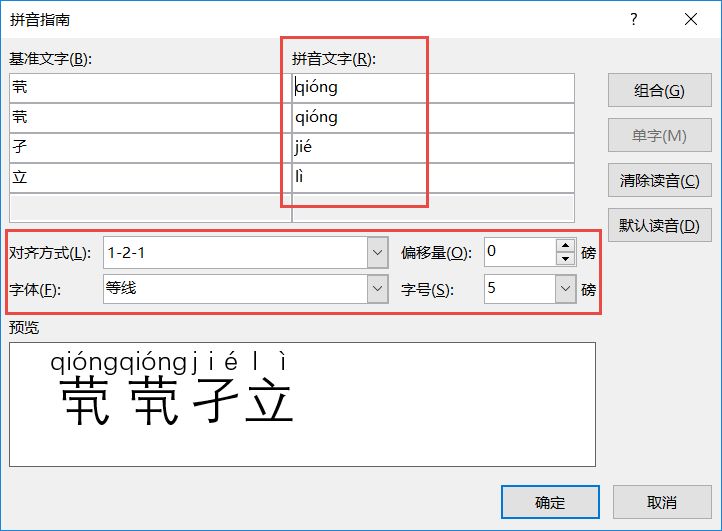 拼音指南
基准文字(B): 拼音文字(R):
茕 qióng
茕 qióng
孑 jié
立 lì
组合(G)
单字(M)
清除读音(C)
默认读音(D)
对齐方式(L): 1-2-1 偏移量(O): 0 磅
字体(F): 等线 字号(S): 5 磅
预览
qióngqióngjiélì
茕茕孑立
确定 取消